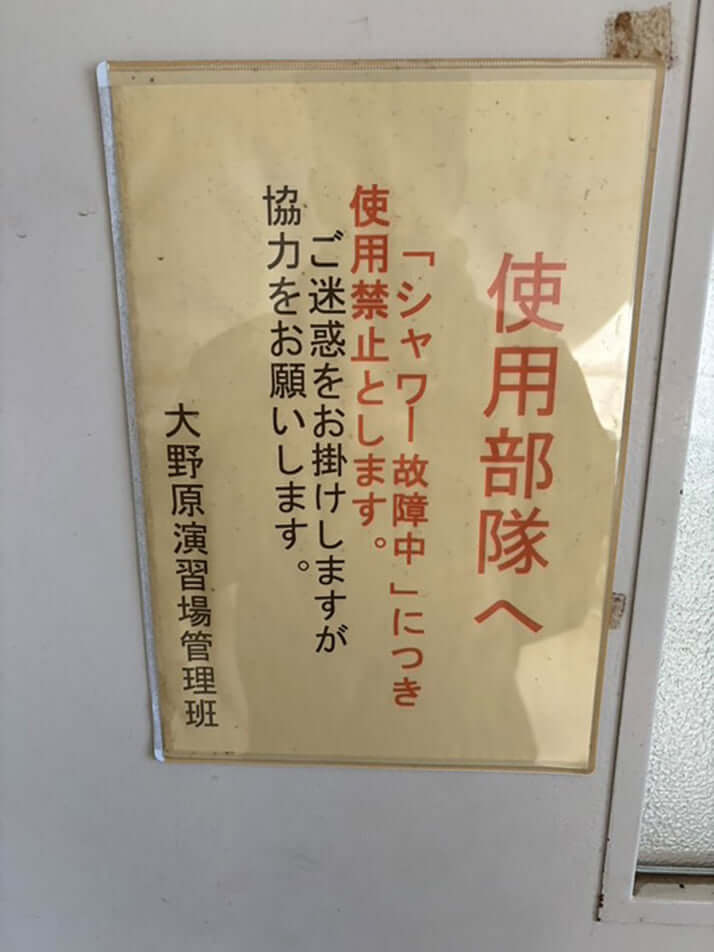 使用部隊へ
「シャワー故障中」につき
使用禁止とします。
ご迷惑をお掛けしますが
協力をお願いします。
大野原演習場管理班